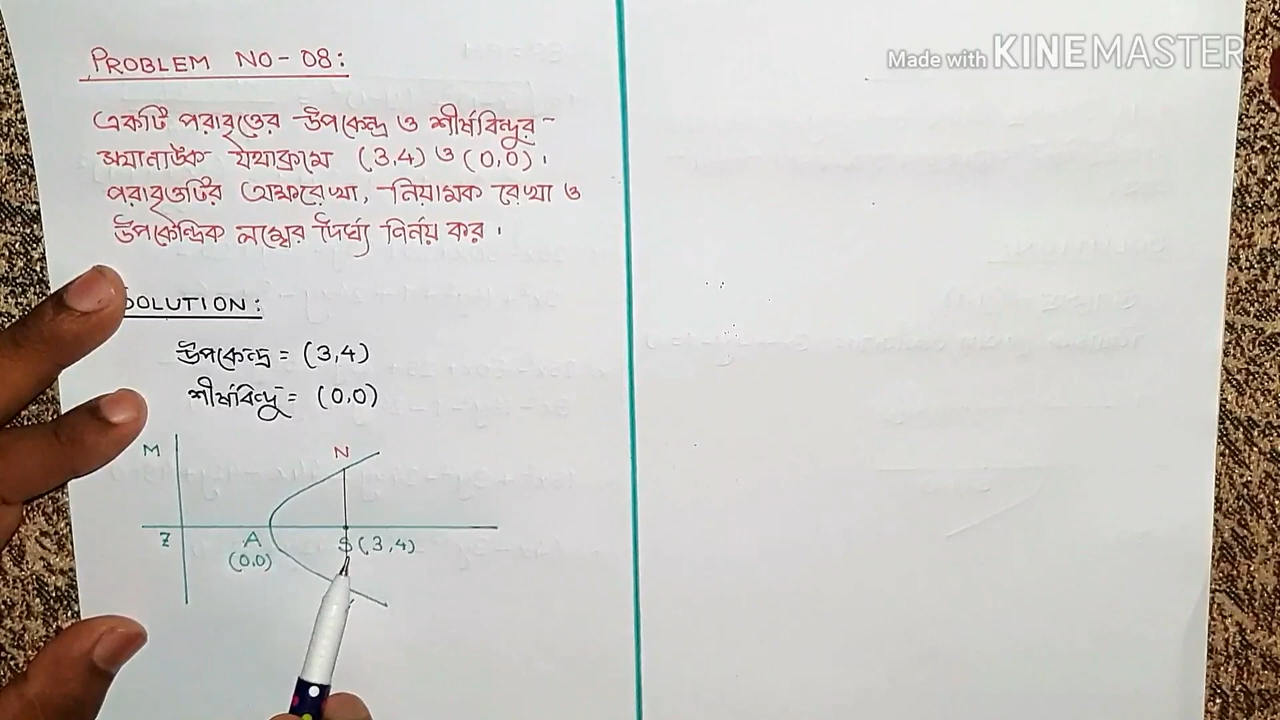 PROBLEM NO-08:
Made with KINEMASTER
একটি পরাবৃত্তের উপকেন্দ্র ও শীর্ষবিন্দুর
স্থানাঙ্ক যথাক্রমে (3,4) ও (0,0).
পরাবৃত্তটির অক্ষরেখা, নিয়ামক রেখা ও
উপকেন্দ্রিক লম্বের দৈর্ঘ্য নির্নয় কর.
SOLUTION:
উপকেন্দ্র = (3,4)
শীর্ষবিন্দু = (0,0)
M
N
Z
A
S(3,4)
(0,0)